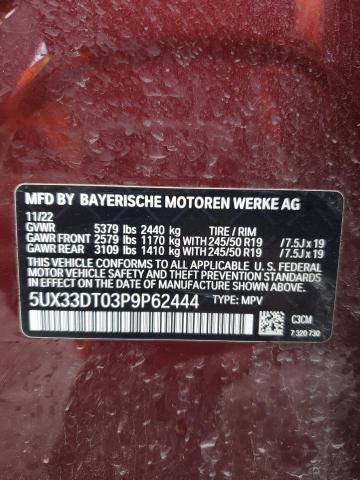 MFD BY BAYERISCHE MOTOREN WERKE AG
11/22
GVWR 5379 lbs 2440 kg TIRE / RIM
GAWR FRONT 2579 lbs 1170 kg WITH 245/50 R19 /7.5J x 19
GAWR REAR 3109 lbs 1410 kg WITH 245/50 R19 /7.5J x 19
THIS VEHICLE CONFORMS TO ALL APPLICABLE U.S. FEDERAL
SAFETY AND THEFT PREVENTION STANDARDS IN EFFECT
ON THE DATE OF MANUFACTURE SHOWN ABOVE.
5UX33DT03P9P62444 TYPE: MPV
C3CM
7 320 730